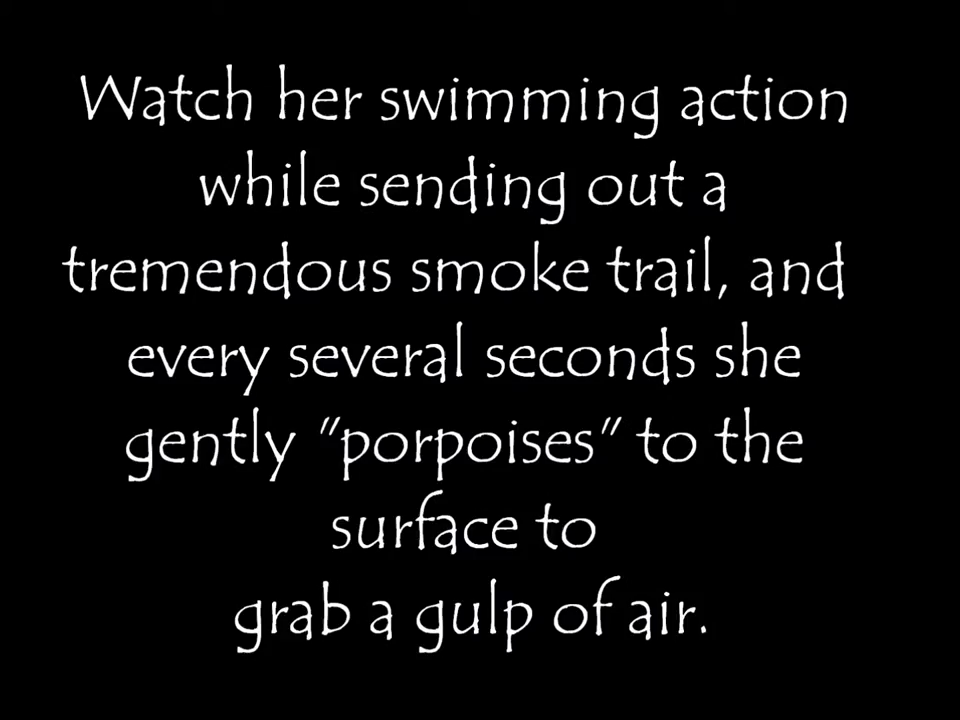 Watch her swimming action
while sending out a
tremendous smoke trail, and
every several seconds she
gently "porpoises" to the
surface to
grab a gulp of air.